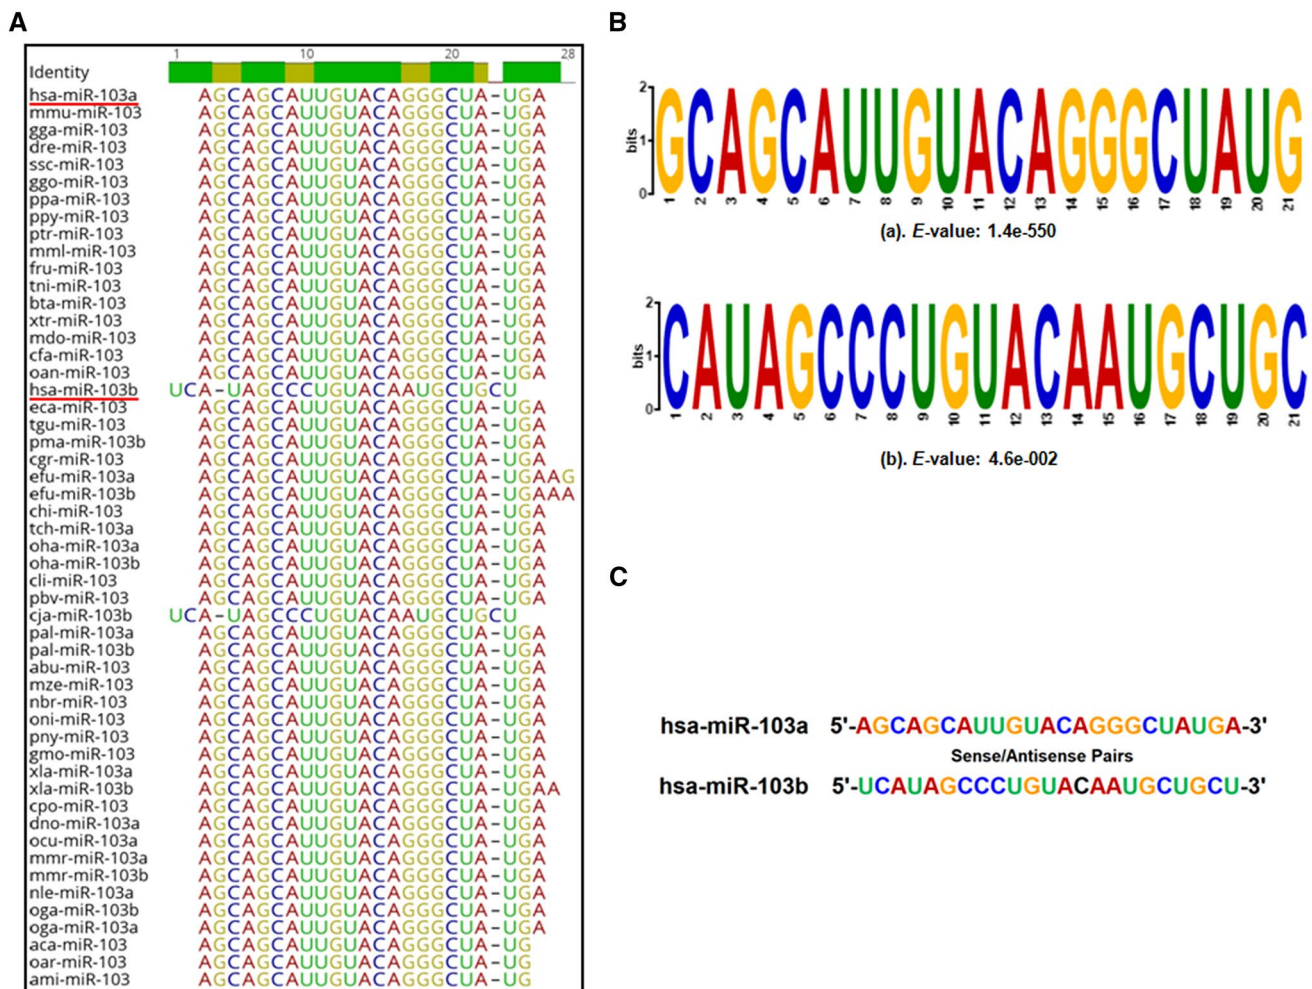 A
1 10 20 28
Identity
hsa-miR-103a AGCAGCAUUGUACAGGGCUA-UGA
mmu-miR-103 AGCAGCAUUGUACAGGGCUA-UGA
gga-miR-103 AGCAGCAUUGUACAGGGCUA-UGA
dre-miR-103 AGCAGCAUUGUACAGGGCUA-UGA
ssc-miR-103 AGCAGCAUUGUACAGGGCUA-UGA
ggo-miR-103 AGCAGCAUUGUACAGGGCUA-UGA
ppa-miR-103 AGCAGCAUUGUACAGGGCUA-UGA
ppy-miR-103 AGCAGCAUUGUACAGGGCUA-UGA
ptr-miR-103 AGCAGCAUUGUACAGGGCUA-UGA
mml-miR-103 AGCAGCAUUGUACAGGGCUA-UGA
fru-miR-103 AGCAGCAUUGUACAGGGCUA-UGA
tni-miR-103 AGCAGCAUUGUACAGGGCUA-UGA
bta-miR-103 AGCAGCAUUGUACAGGGCUA-UGA
xtr-miR-103 AGCAGCAUUGUACAGGGCUA-UGA
mdo-miR-103 AGCAGCAUUGUACAGGGCUA-UGA
cfa-miR-103 AGCAGCAUUGUACAGGGCUA-UGA
oan-miR-103 AGCAGCAUUGUACAGGGCUA-UGA
hsa-miR-103b UCA-UAGCCCUGUACAAUGCUGCU
eca-miR-103 AGCAGCAUUGUACAGGGCUA-UGA
tgu-miR-103 AGCAGCAUUGUACAGGGCUA-UGA
pma-miR-103b AGCAGCAUUGUACAGGGCUA-UGA
cgr-miR-103 AGCAGCAUUGUACAGGGCUA-UGA
efu-miR-103a AGCAGCAUUGUACAGGGCUA-UGAAG
efu-miR-103b AGCAGCAUUGUACAGGGCUA-UGAAA
chi-miR-103 AGCAGCAUUGUACAGGGCUA-UGA
tch-miR-103a AGCAGCAUUGUACAGGGCUA-UGA
oha-miR-103a AGCAGCAUUGUACAGGGCUA-UGA
oha-miR-103b AGCAGCAUUGUACAGGGCUA-UGA
cli-miR-103 AGCAGCAUUGUACAGGGCUA-UGA
pbv-miR-103 AGCAGCAUUGUACAGGGCUA-UGA
cja-miR-103b UCA-UAGCCCUGUACAAUGCUGCU
pal-miR-103a AGCAGCAUUGUACAGGGCUA-UGA
pal-miR-103b AGCAGCAUUGUACAGGGCUA-UGA
abu-miR-103 AGCAGCAUUGUACAGGGCUA-UGA
mze-miR-103 AGCAGCAUUGUACAGGGCUA-UGA
nbr-miR-103 AGCAGCAUUGUACAGGGCUA-UGA
oni-miR-103 AGCAGCAUUGUACAGGGCUA-UGA
pny-miR-103 AGCAGCAUUGUACAGGGCUA-UGA
gmo-miR-103 AGCAGCAUUGUACAGGGCUA-UGA
xla-miR-103a AGCAGCAUUGUACAGGGCUA-UGA
xla-miR-103b AGCAGCAUUGUACAGGGCUA-UGAA
cpo-miR-103 AGCAGCAUUGUACAGGGCUA-UGA
dno-miR-103a AGCAGCAUUGUACAGGGCUA-UGA
ocu-miR-103a AGCAGCAUUGUACAGGGCUA-UGA
mmr-miR-103a AGCAGCAUUGUACAGGGCUA-UGA
mmr-miR-103b AGCAGCAUUGUACAGGGCUA-UGA
nle-miR-103a AGCAGCAUUGUACAGGGCUA-UGA
oga-miR-103b AGCAGCAUUGUACAGGGCUA-UGA
oga-miR-103a AGCAGCAUUGUACAGGGCUA-UGA
aca-miR-103 AGCAGCAUUGUACAGGGCUA-UG
oar-miR-103 AGCAGCAUUGUACAGGGCUA-UG
ami-miR-103 AGCAGCAUUGUACAGGGCUA-UG
B
bits
2
1
0
GCAGCAUUGUACAGGGCUAUG
1 2 3 4 5 6 7 8 9 10 11 12 13 14 15 16 17 18 19 20 21
(a). E-value: 1.4e-550
bits
2
1
0
CAUAGCCCUGUACAAUGCUGC
1 2 3 4 5 6 7 8 9 10 11 12 13 14 15 16 17 18 19 20 21
(b). E-value: 4.6e-002
C
hsa-miR-103a 5'-AGCAGCAUUGUACAGGGCUAUGA-3'
Sense/Antisense Pairs
hsa-miR-103b 5'-UCAUAGCCCUGUACAAUGCUGCU-3'